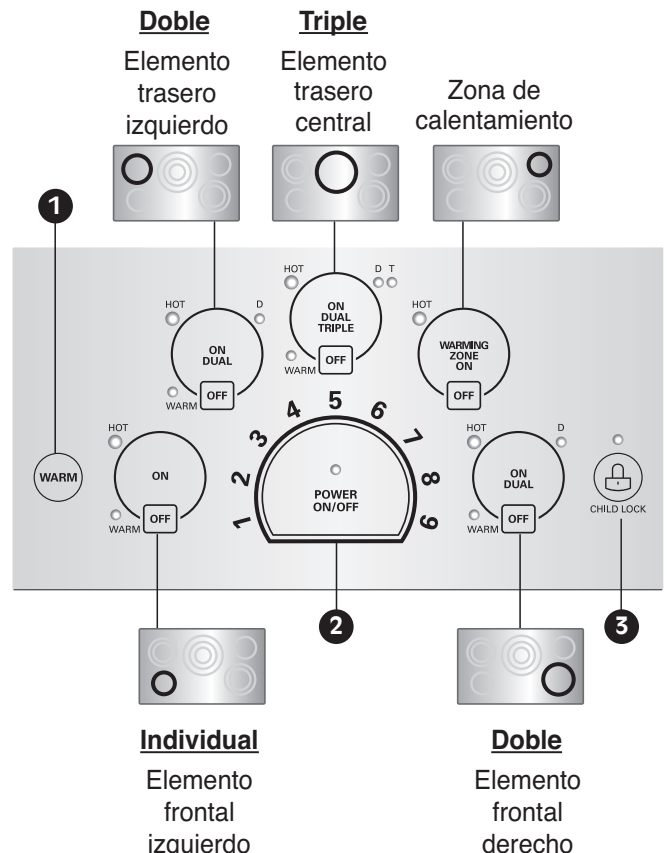 Doble
Elemento
trasero
izquierdo
Triple
Elemento
trasero
central
Zona de
calentamiento
1
HOT
D
ON
DUAL
OFF
WARM
HOT
D T
ON
DUAL
TRIPLE
OFF
WARM
HOT
WARMING
ZONE
ON
OFF
WARM
HOT
ON
OFF
WARM
1
2
3
4
5
6
7
8
9
POWER
ON/OFF
HOT
D
ON
DUAL
OFF
WARM
CHILD LOCK
2
3
Individual
Elemento
frontal
izquierdo
Doble
Elemento
frontal
derecho